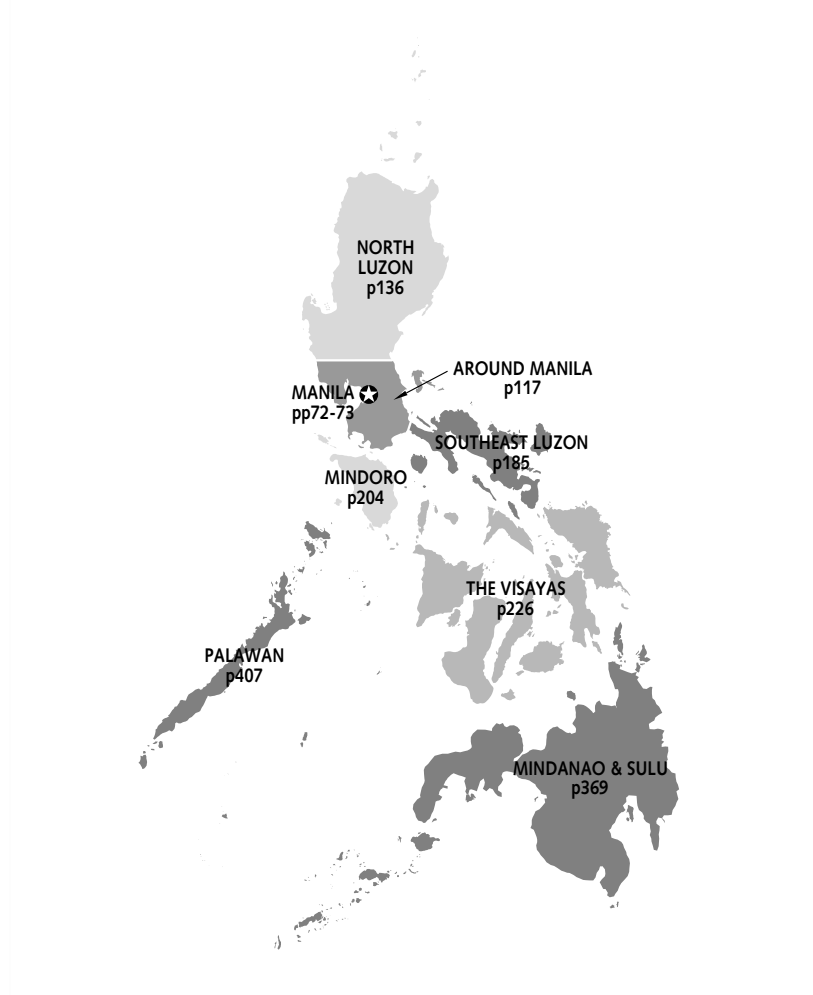 NORTH
LUZON
p136
AROUND MANILA
p117
MANILA
pp72-73
SOUTHEAST LUZON
p185
MINDORO
p204
THE VISAYAS
p226
PALAWAN
p407
MINDANAO & SULU
p369